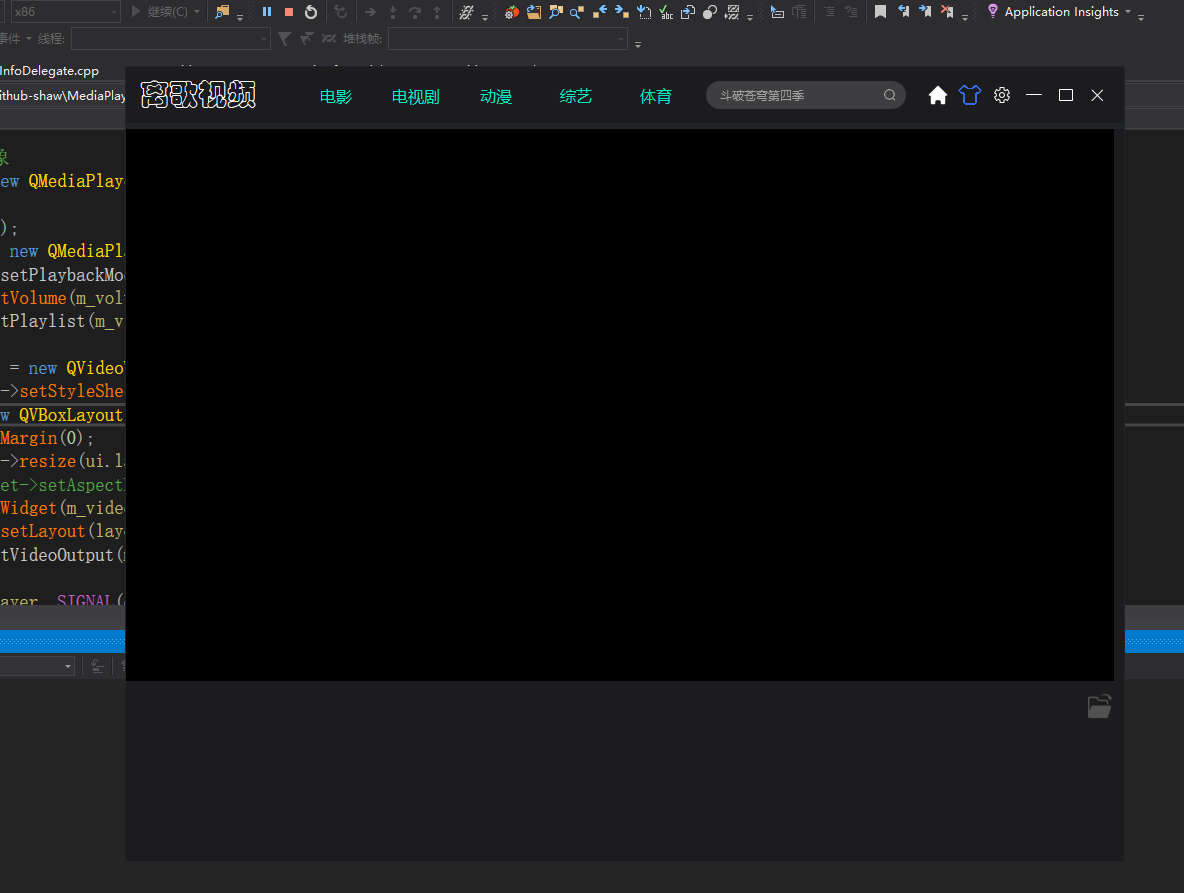 x86 继续(C) Application Insights
事件 线程: 堆栈帧:
InfoDelegate.cpp
ithub-shaw\MediaPlay
离歌视频 电影 电视剧 动漫 综艺 体育 斗破苍穹第四季
象
ew QMediaPlay
);
new QMediaPl
setPlaybackMo
tVolume(m_vol
tPlaylist(m_v
= new QVideo
->setStyleShe
w QVBoxLayout
Margin(0);
->resize(ui.la
et->setAspect
Widget(m_vide
setLayout(lay
tVideoOutput(
ayer, SIGNAL(